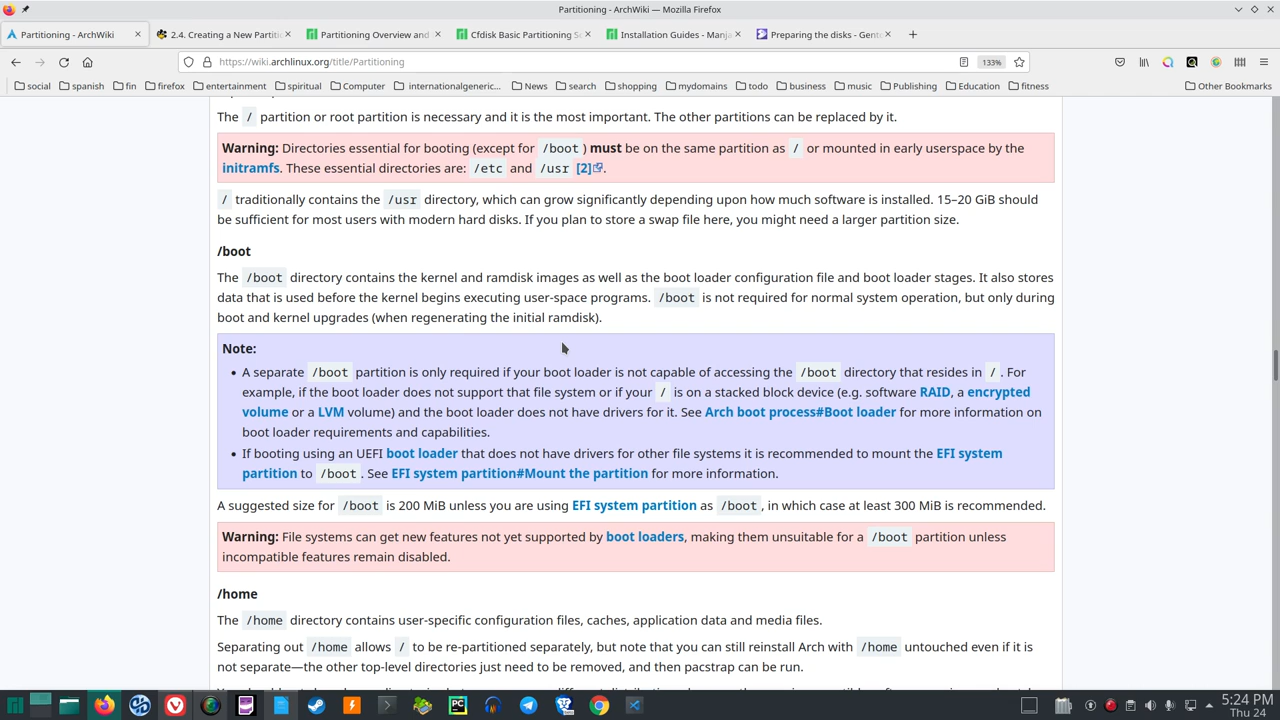 Partitioning — ArchWiki — Mozilla Firefox
Partitioning - ArchWiki
2.4. Creating a New Partiti
Partitioning Overview and
Cfdisk Basic Partitioning
Installation Guides - Manja
Preparing the disks - Gent
https://wiki.archlinux.org/title/Partitioning
133%
social spanish fin firefox entertainment spiritual Computer internationalgeneric... News search shopping mydomains todo business music Publishing Education fitness Other Bookmarks
The / partition or root partition is necessary and it is the most important. The other partitions can be replaced by it.
Warning: Directories essential for booting (except for /boot ) must be on the same partition as / or mounted in early userspace by the
initramfs. These essential directories are: /etc and /usr [2].
/ traditionally contains the /usr directory, which can grow significantly depending upon how much software is installed. 15–20 GiB should
be sufficient for most users with modern hard disks. If you plan to store a swap file here, you might need a larger partition size.
/boot
The /boot directory contains the kernel and ramdisk images as well as the boot loader configuration file and boot loader stages. It also stores
data that is used before the kernel begins executing user-space programs. /boot is not required for normal system operation, but only during
boot and kernel upgrades (when regenerating the initial ramdisk).
Note:
• A separate /boot partition is only required if your boot loader is not capable of accessing the /boot directory that resides in / . For
example, if the boot loader does not support that file system or if your / is on a stacked block device (e.g. software RAID, a encrypted
volume or a LVM volume) and the boot loader does not have drivers for it. See Arch boot process#Boot loader for more information on
boot loader requirements and capabilities.
• If booting using an UEFI boot loader that does not have drivers for other file systems it is recommended to mount the EFI system
partition to /boot . See EFI system partition#Mount the partition for more information.
A suggested size for /boot is 200 MiB unless you are using EFI system partition as /boot , in which case at least 300 MiB is recommended.
Warning: File systems can get new features not yet supported by boot loaders, making them unsuitable for a /boot partition unless
incompatible features remain disabled.
/home
The /home directory contains user-specific configuration files, caches, application data and media files.
Separating out /home allows / to be re-partitioned separately, but note that you can still reinstall Arch with /home untouched even if it is
not separate—the other top-level directories just need to be removed, and then pacstrap can be run.
5:24 PM
Thu 24